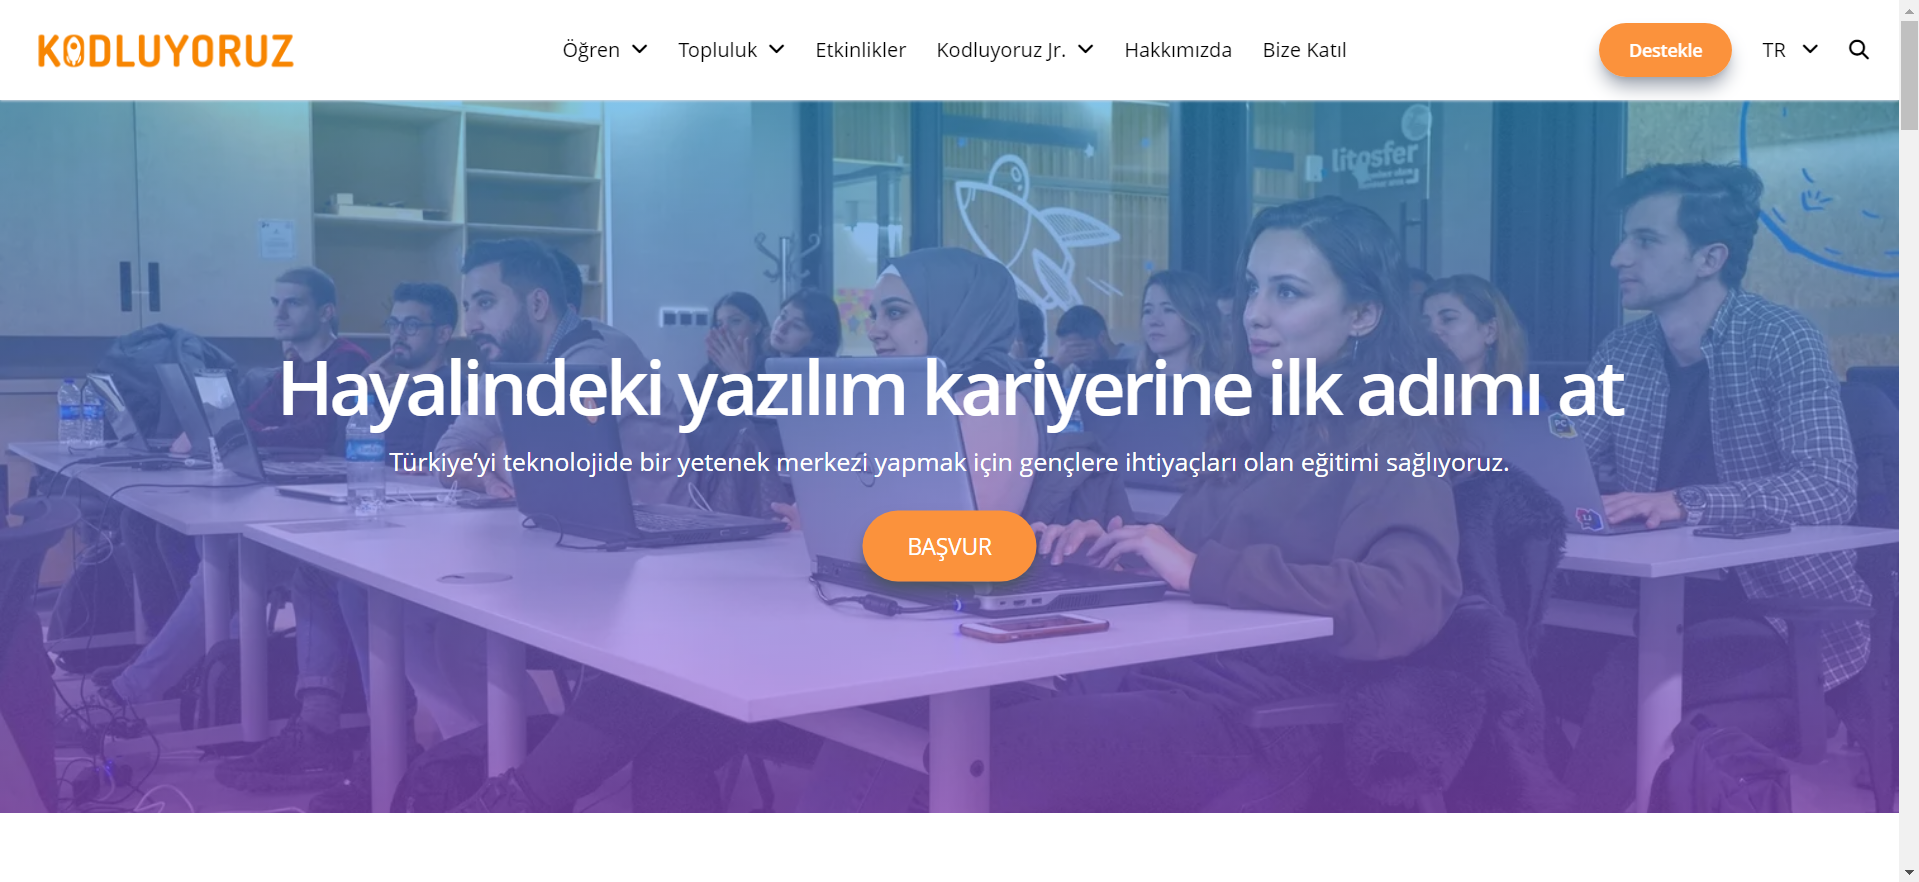 KODLUYORUZ
Öğren
Topluluk
Etkinlikler
Kodluyoruz Jr.
Hakkımızda
Bize Katıl
Destekle
TR
litosfer
Hayalindeki yazılım kariyerine ilk adımı at
Türkiye’yi teknolojide bir yetenek merkezi yapmak için gençlere ihtiyaçları olan eğitimi sağlıyoruz.
BAŞVUR